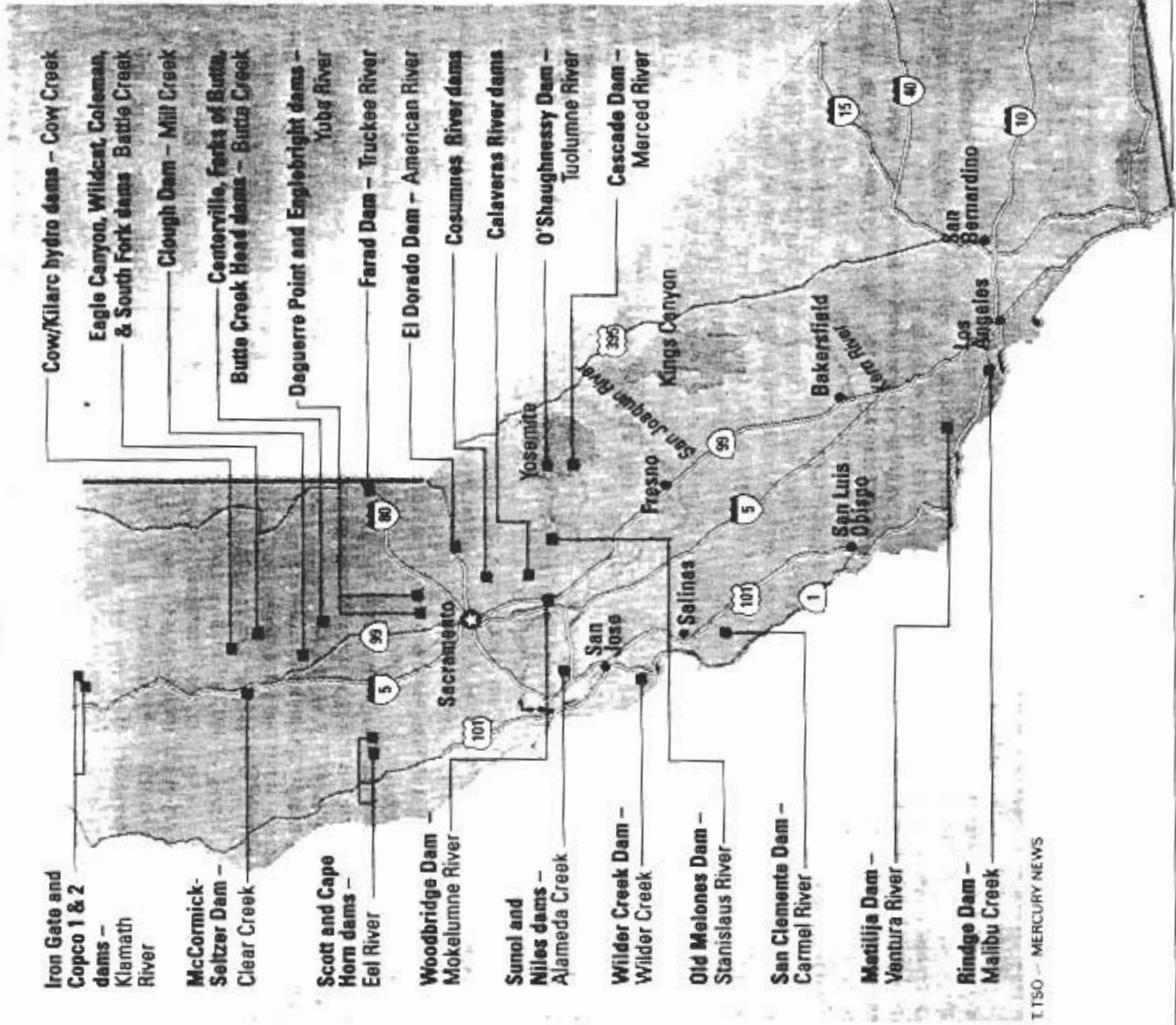 Iron Gate and
Copco 1 & 2
dams –
Klamath
River
McCormick-
Seltzer Dam –
Clear Creek
Scott and Cape
Horn dams –
Eel River
Woodbridge Dam –
Mokelumne River
Sunol and
Niles dams –
Alameda Creek
Wilder Creek Dam –
Wilder Creek
Old Melones Dam –
Stanislaus River
San Clemente Dam –
Carmel River
Matilija Dam –
Ventura River
Rindge Dam –
Malibu Creek
Cow/Kilarc hydro dams – Cow Creek
Eagle Canyon, Wildcat, Coleman,
& South Fork dams Battle Creek
Clough Dam – Mill Creek
Centerville, Forks of Butte,
Butte Creek Head dams – Butte Creek
Daguerre Point and Englebright dams –
Yuba River
Farad Dam – Truckee River
El Dorado Dam – American River
Cosumnes River dams
Calaveras River dams
O'Shaughnessy Dam –
Tuolumne River
Cascade Dam –
Merced River
80
99
5
101
Sacramento
San
Jose
Yosemite
395
Kings Canyon
San Joaquin River
99
Fresno
5
Salinas
101
1
San Luis
Obispo
Bakersfield
Kern River
Los
Angeles
San
Bernardino
15
40
10
T. TSO – MERCURY NEWS